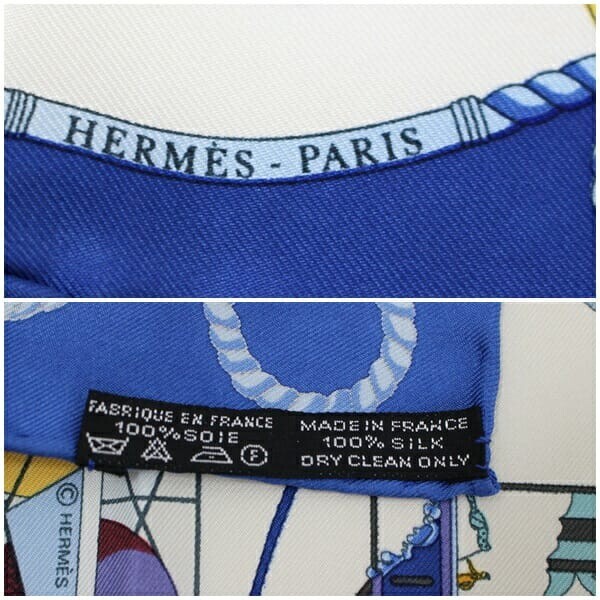 HERMÈS - PARIS
FABRIQUE EN FRANCE
100% SOIE
F
MADE IN FRANCE
100% SILK
DRY CLEAN ONLY
© HERMÈS